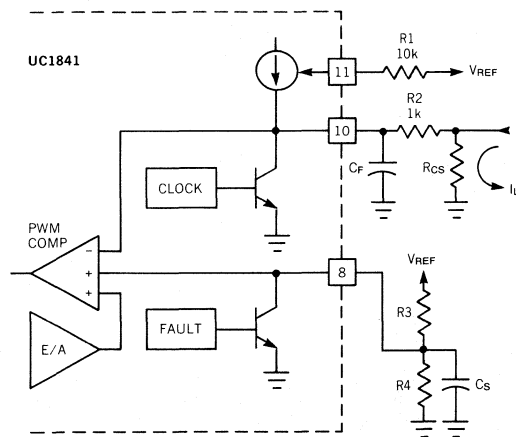 UC1841
11
R1
10k
VREF
10
R2
1k
CF
RCS
IL
CLOCK
PWM
COMP
−
+
+
8
VREF
R3
FAULT
E/A
R4
CS